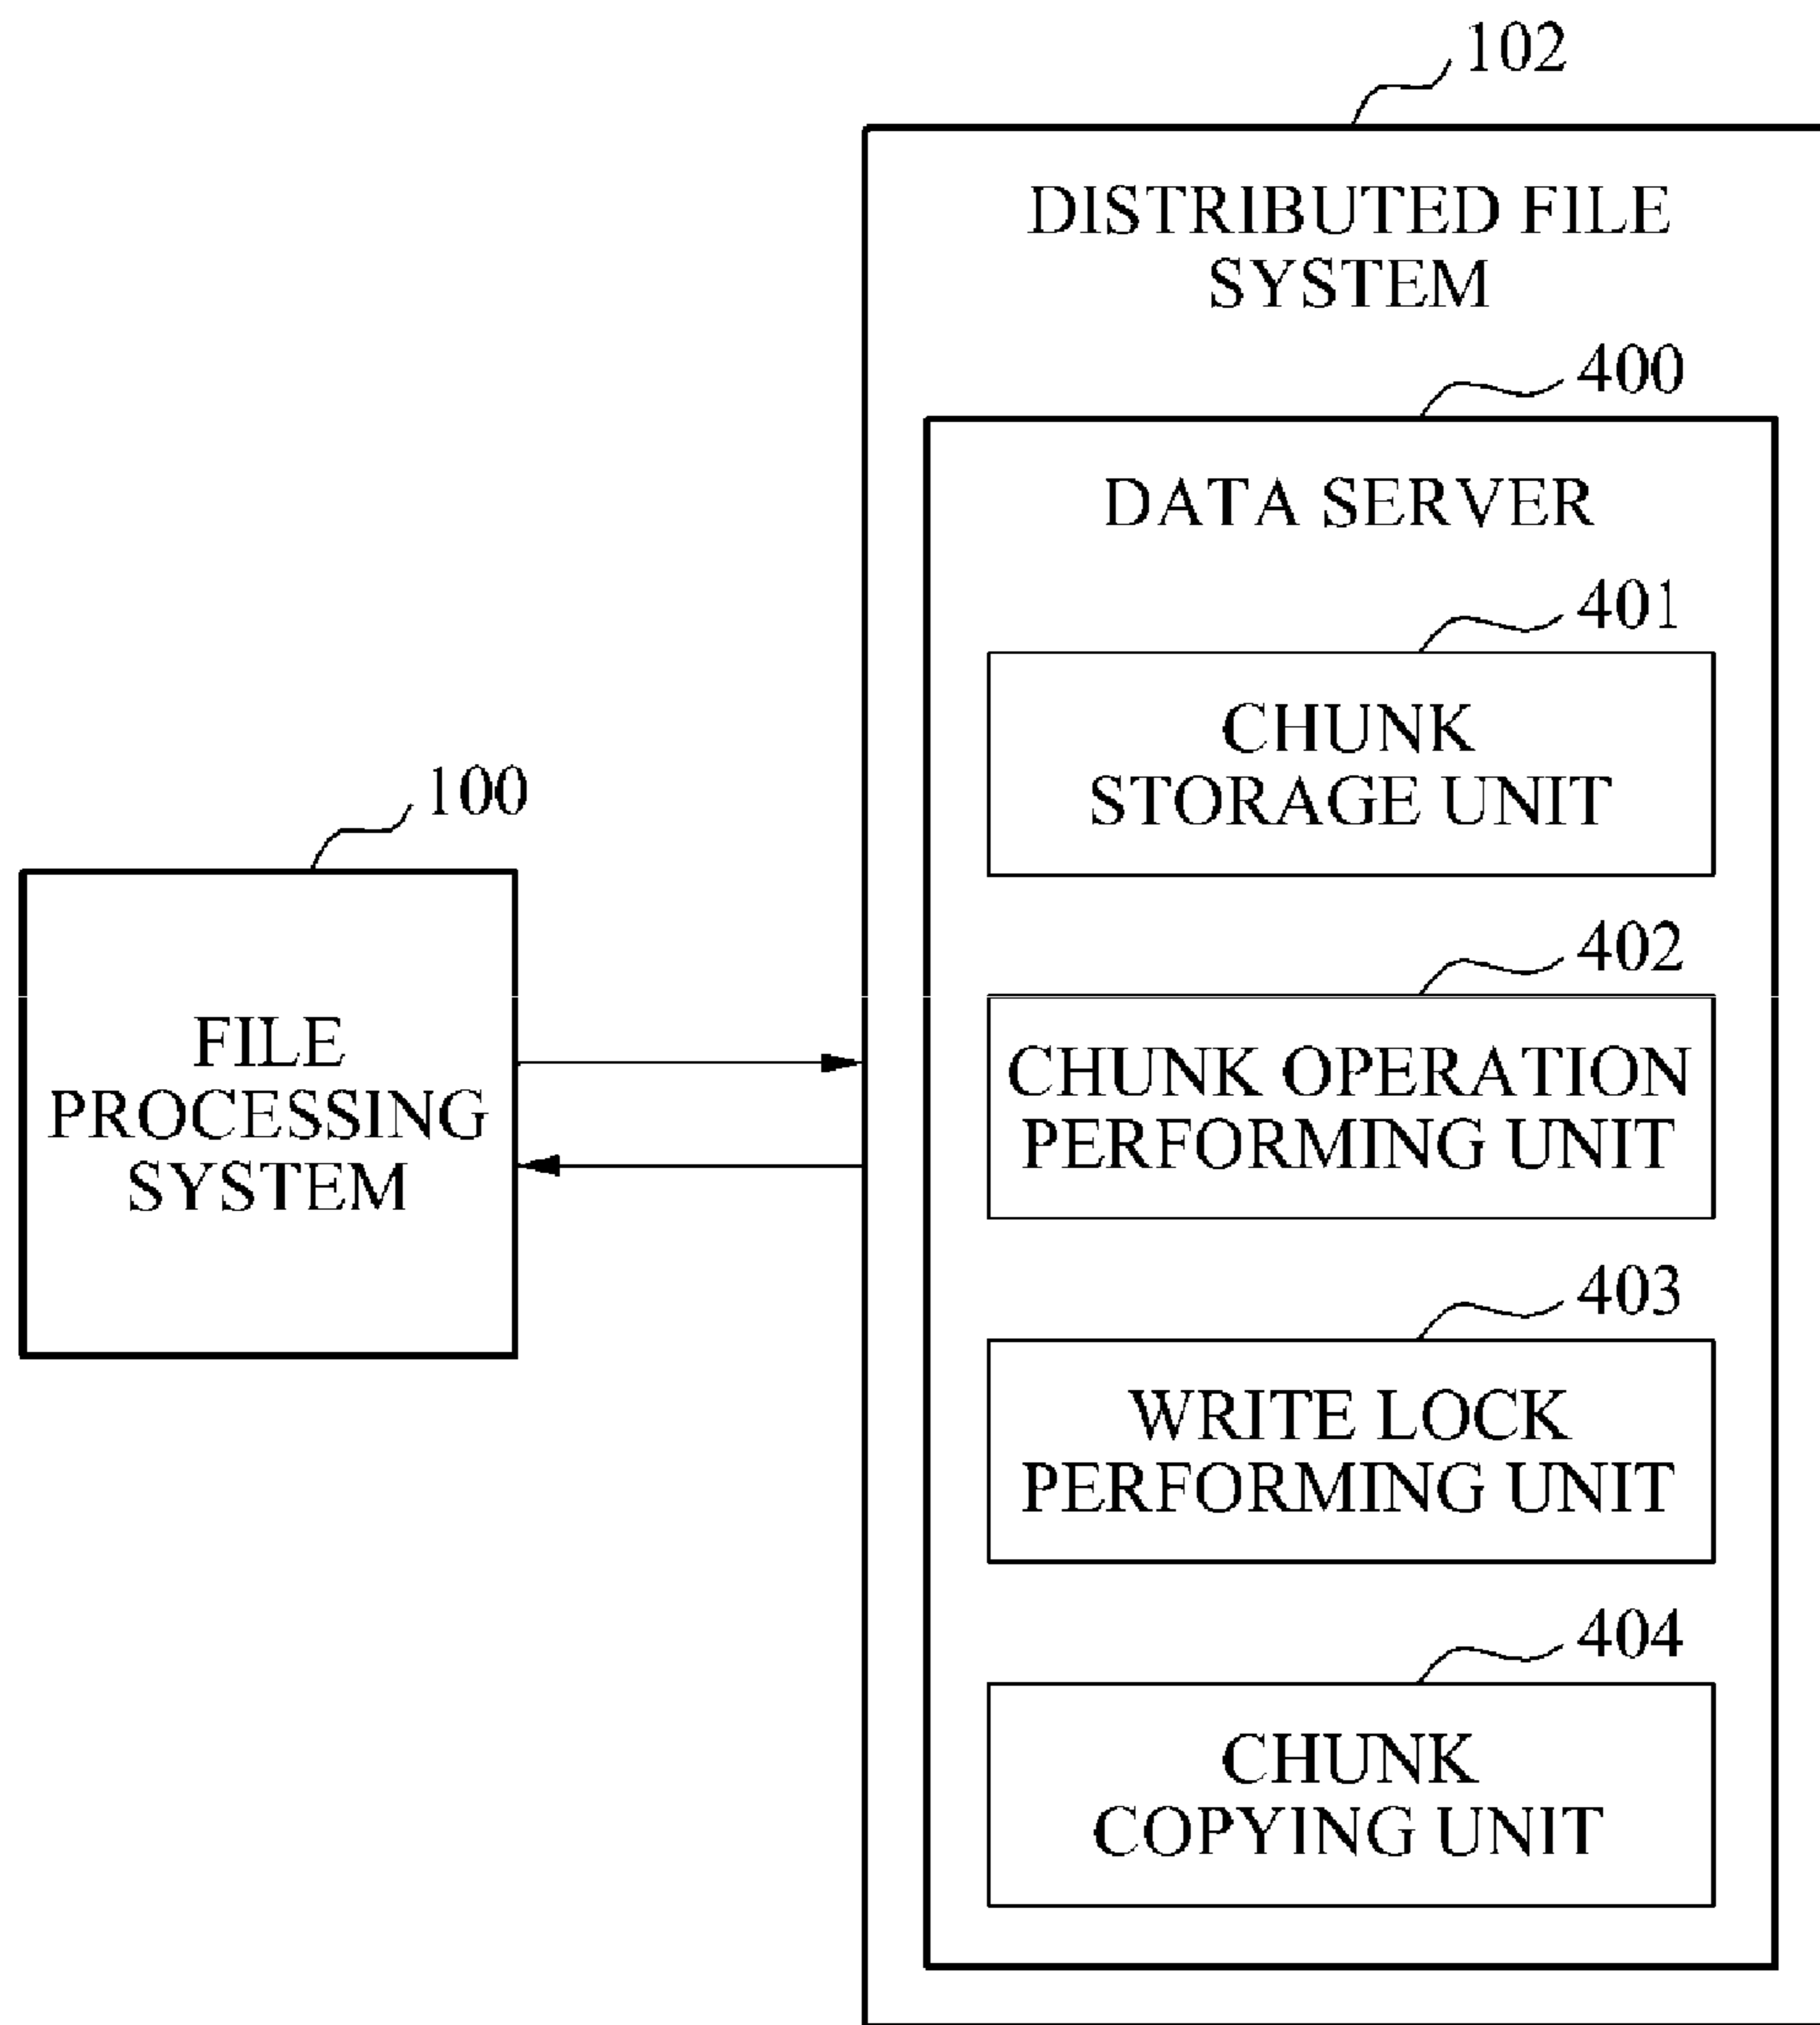 102
DISTRIBUTED FILE
SYSTEM
400
DATA SERVER
401
CHUNK
STORAGE UNIT
100
FILE
PROCESSING
SYSTEM
402
CHUNK OPERATION
PERFORMING UNIT
403
WRITE LOCK
PERFORMING UNIT
404
CHUNK
COPYING UNIT